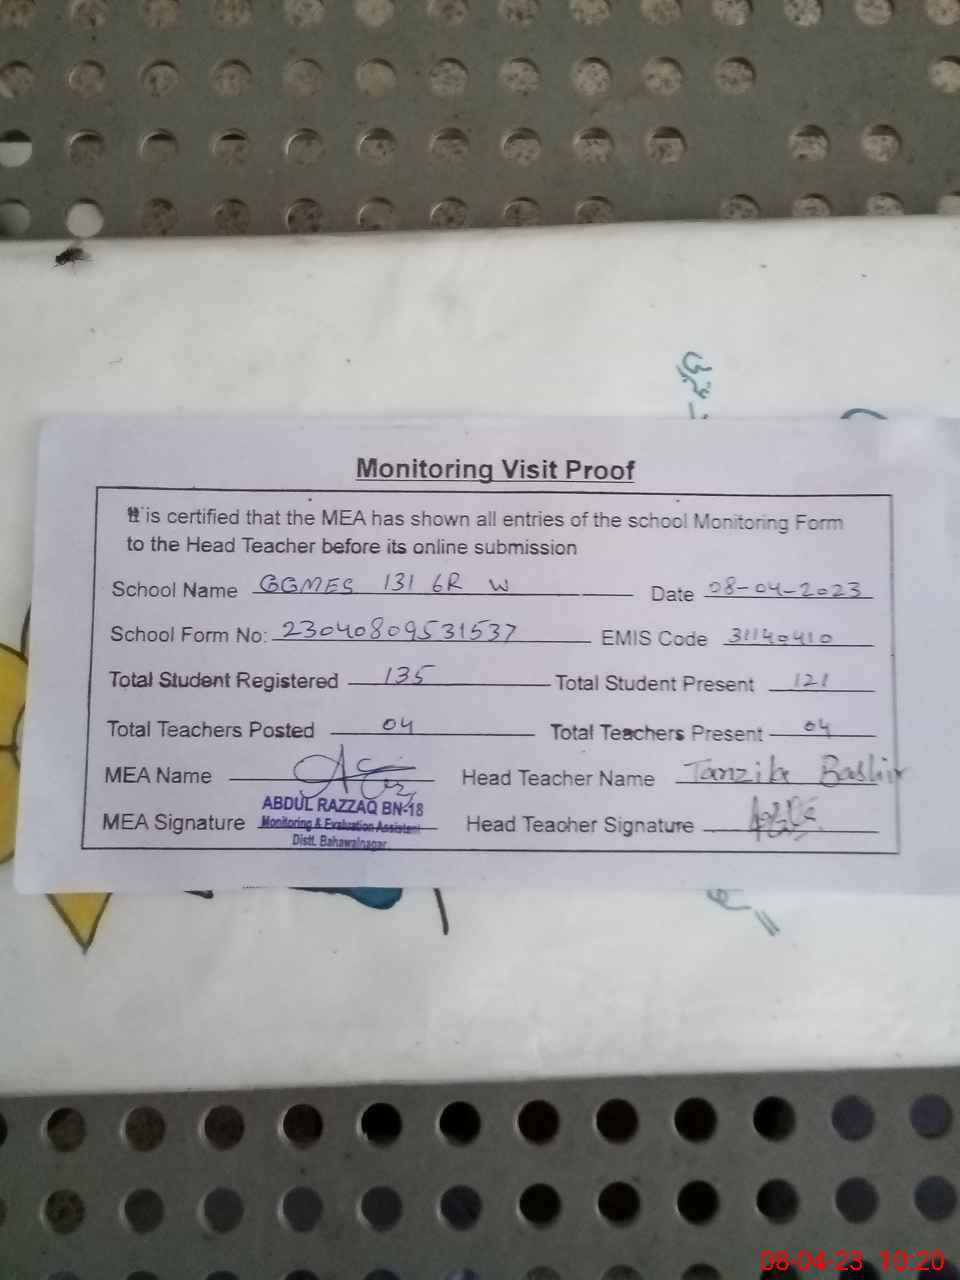 Monitoring Visit Proof
It is certified that the MEA has shown all entries of the school Monitoring Form
to the Head Teacher before its online submission
School Name GGMES 131 6R W Date 08-04-2023
School Form No: 23040809531537 EMIS Code 31140410
Total Student Registered 135 Total Student Present 121
Total Teachers Posted 04 Total Teachers Present 04
MEA Name Head Teacher Name Tanzila Bashir
ABDUL RAZZAQ BN-18
MEA Signature Monitoring & Evaluation Assistent Head Teacher Signature
Distt. Bahawalnagar
08-04-23 10:20